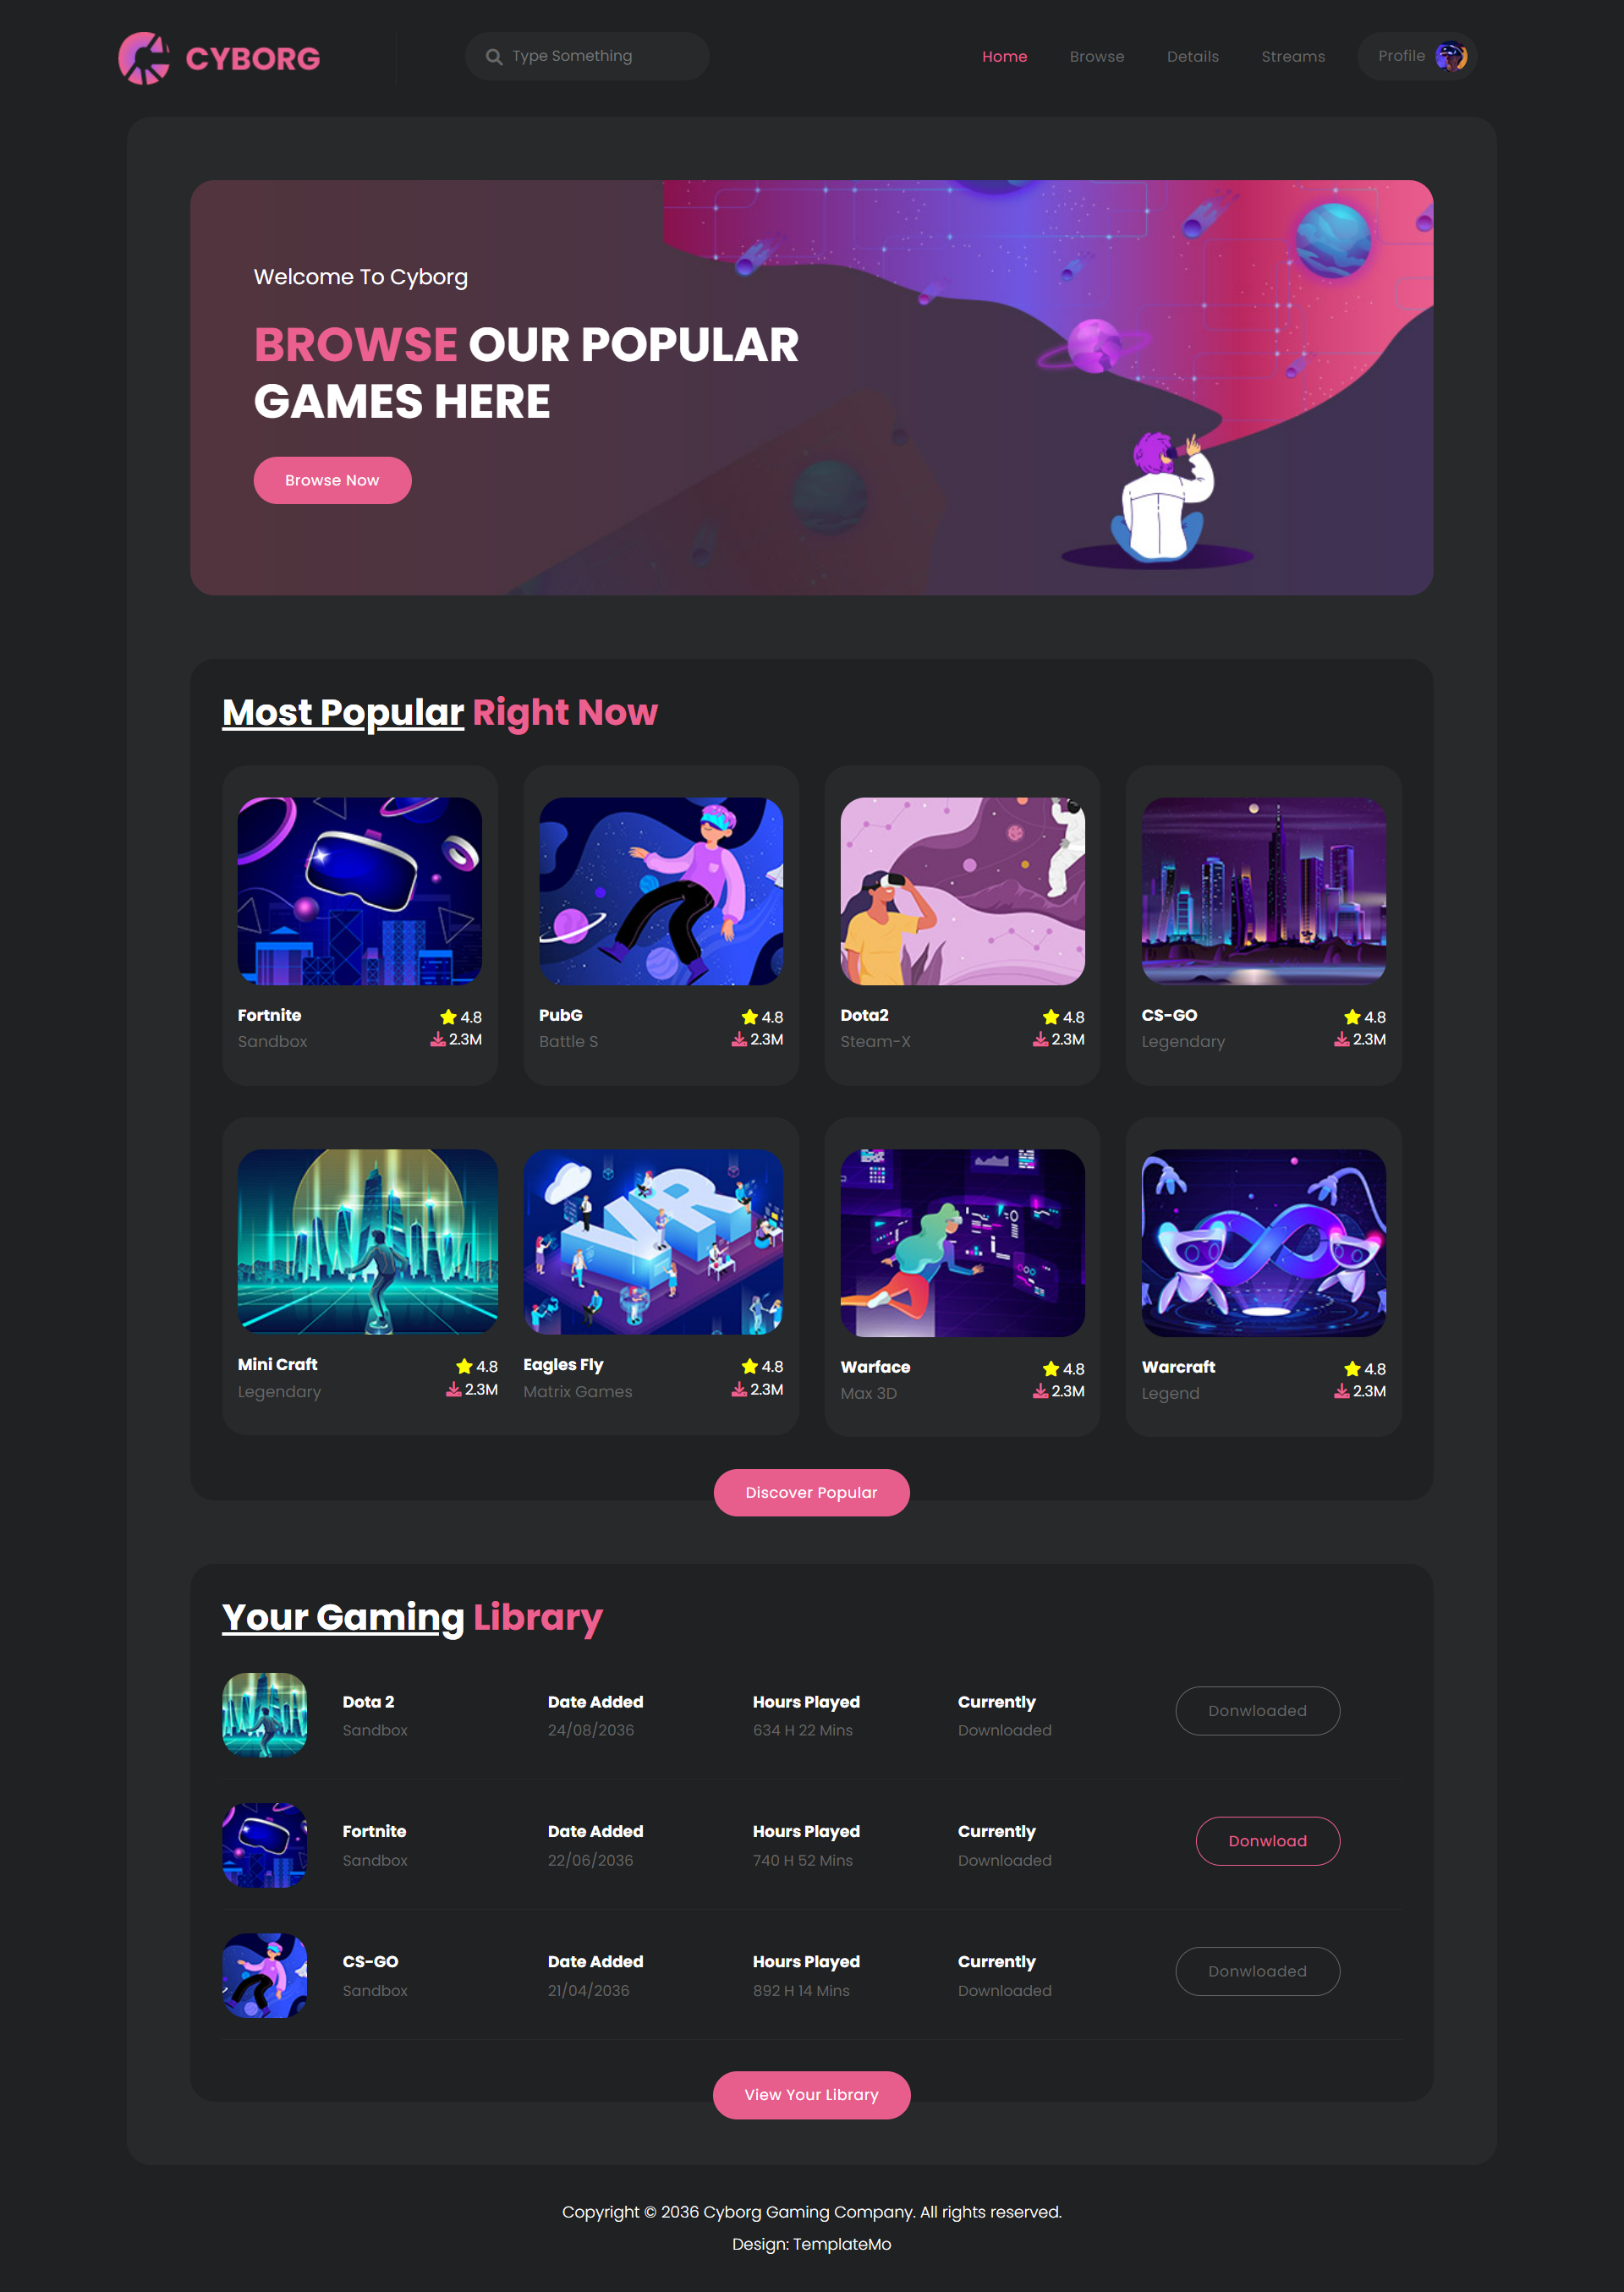 CYBORG
Type Something
Home
Browse
Details
Streams
Profile
Welcome To Cyborg
BROWSE OUR POPULAR
GAMES HERE
Browse Now
Most Popular Right Now
Fortnite
Sandbox
4.8
2.3M
PubG
Battle S
4.8
2.3M
Dota2
Steam-X
4.8
2.3M
CS-GO
Legendary
4.8
2.3M
Mini Craft
Legendary
4.8
2.3M
VR
Eagles Fly
Matrix Games
4.8
2.3M
Warface
Max 3D
4.8
2.3M
Warcraft
Legend
4.8
2.3M
Discover Popular
Your Gaming Library
Dota 2
Sandbox
Date Added
24/08/2036
Hours Played
634 H 22 Mins
Currently
Downloaded
Donwloaded
Fortnite
Sandbox
Date Added
22/06/2036
Hours Played
740 H 52 Mins
Currently
Downloaded
Donwload
CS-GO
Sandbox
Date Added
21/04/2036
Hours Played
892 H 14 Mins
Currently
Downloaded
Donwloaded
View Your Library
Copyright © 2036 Cyborg Gaming Company. All rights reserved.
Design: TemplateMo